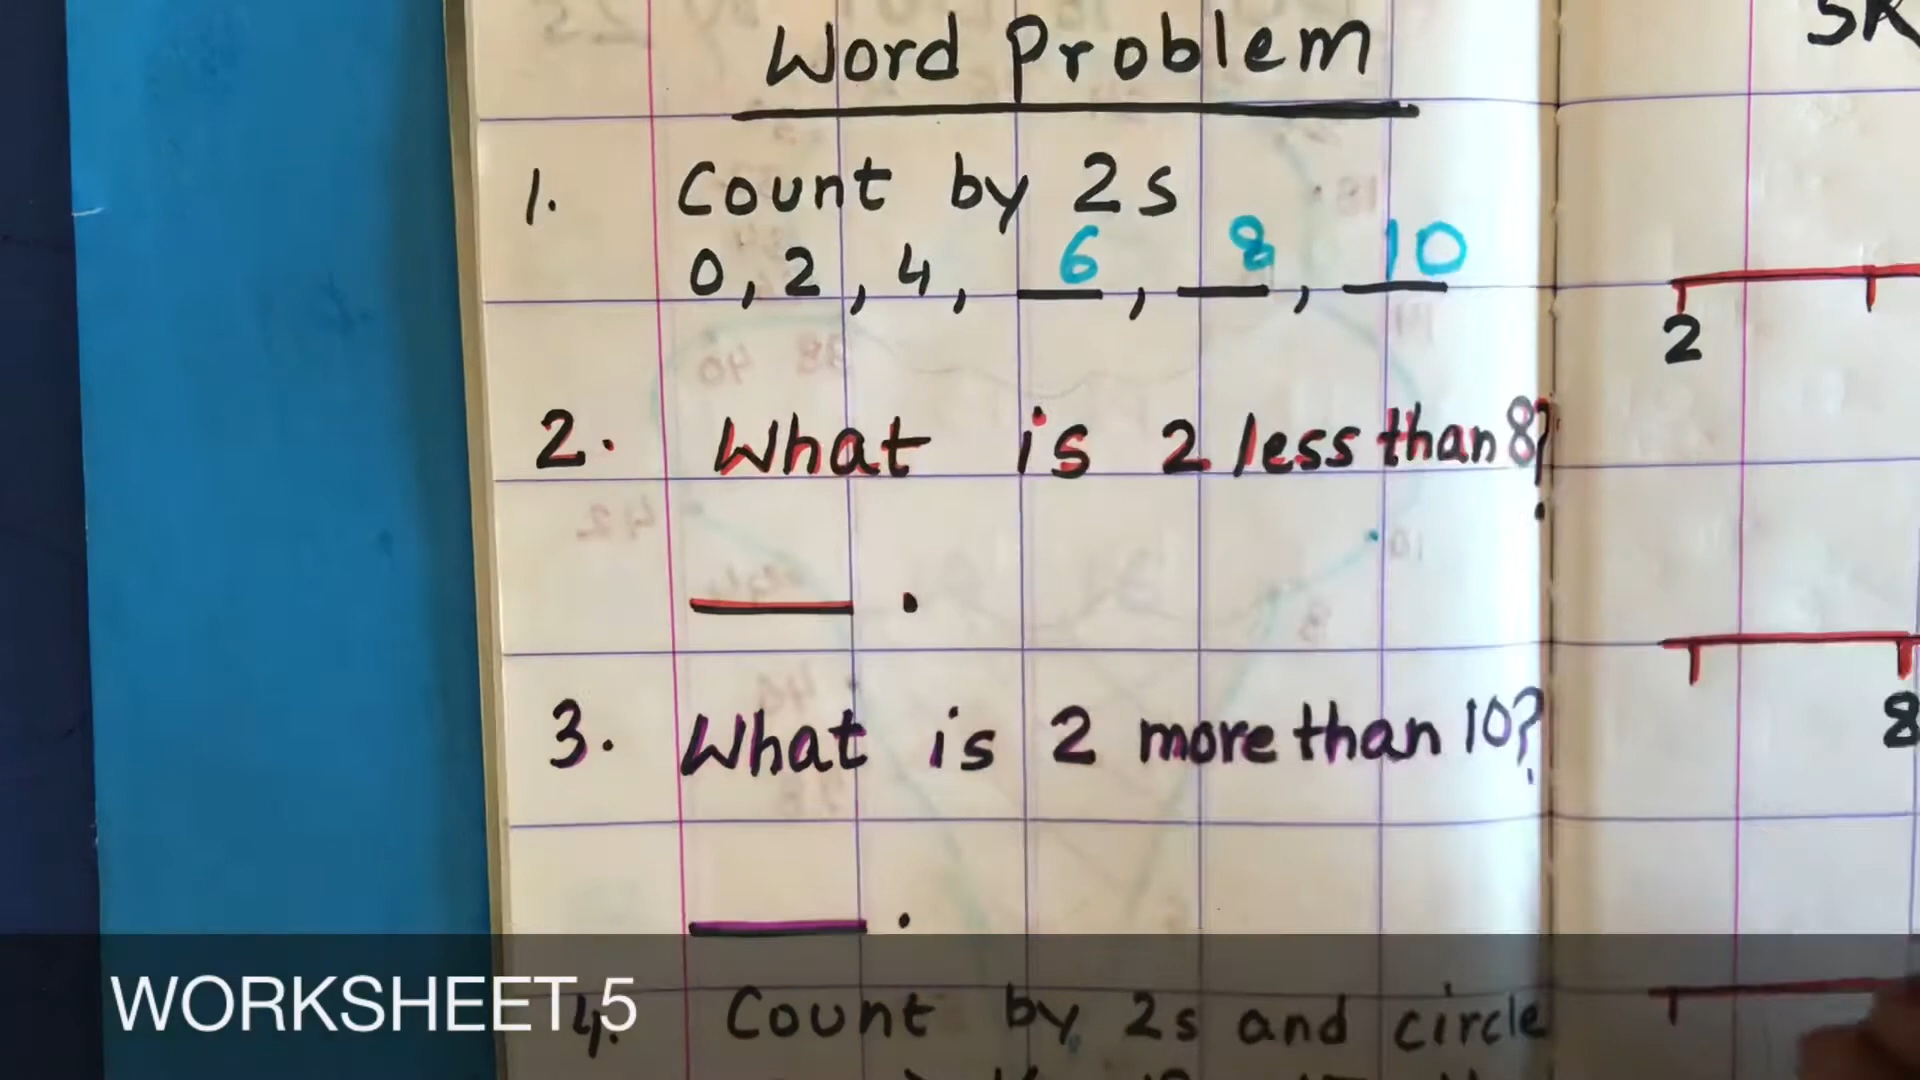 Word Problem
1. Count by 2s
0, 2, 4, 6, 8, 10
2. What is 2 less than 8?
3. What is 2 more than 10?
4. Count by 2s and circle
WORKSHEET 5
SK
2
8